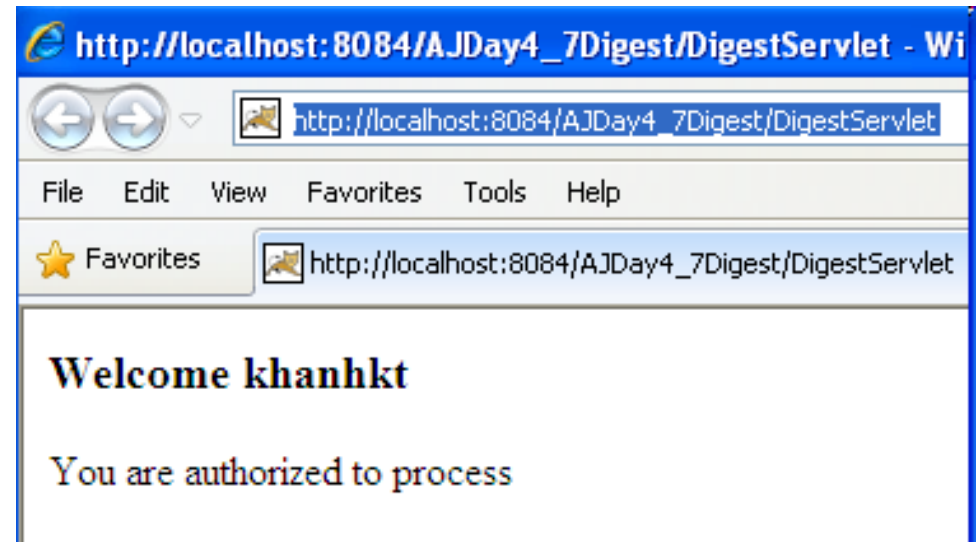 http://localhost:8084/AJDay4_7Digest/DigestServlet - Wi
http://localhost:8084/AJDay4_7Digest/DigestServlet
File Edit View Favorites Tools Help
Favorites http://localhost:8084/AJDay4_7Digest/DigestServlet
Welcome khanhkt
You are authorized to process